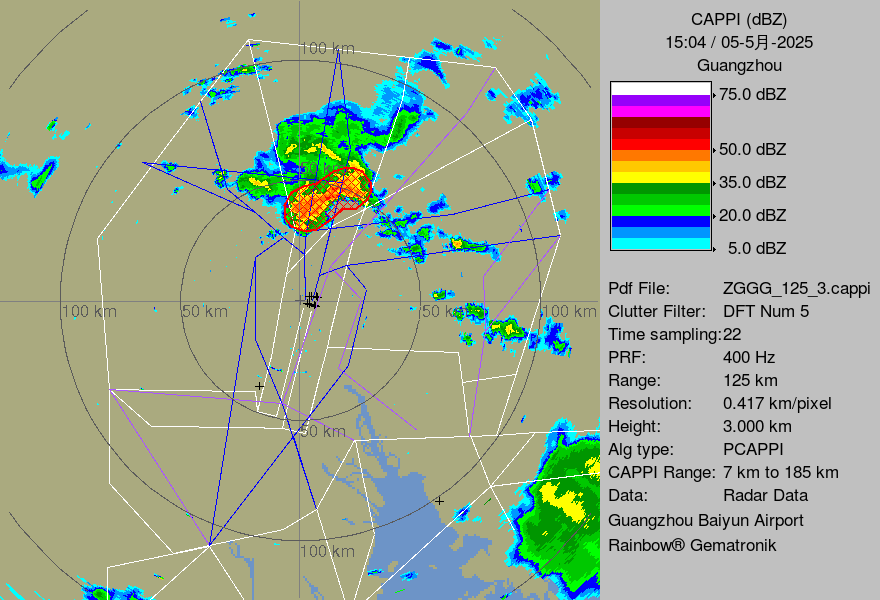 CAPPI (dBZ)
15:04 / 05-5月-2025
Guangzhou
75.0 dBZ
50.0 dBZ
35.0 dBZ
20.0 dBZ
5.0 dBZ
Pdf File: ZGGG_125_3.cappi
Clutter Filter: DFT Num 5
Time sampling:22
PRF: 400 Hz
Range: 125 km
Resolution: 0.417 km/pixel
Height: 3.000 km
Alg type: PCAPPI
CAPPI Range: 7 km to 185 km
Data: Radar Data
Guangzhou Baiyun Airport
Rainbow® Gematronik
100 km
100 km
50 km
50 km
100 km
50 km
100 km